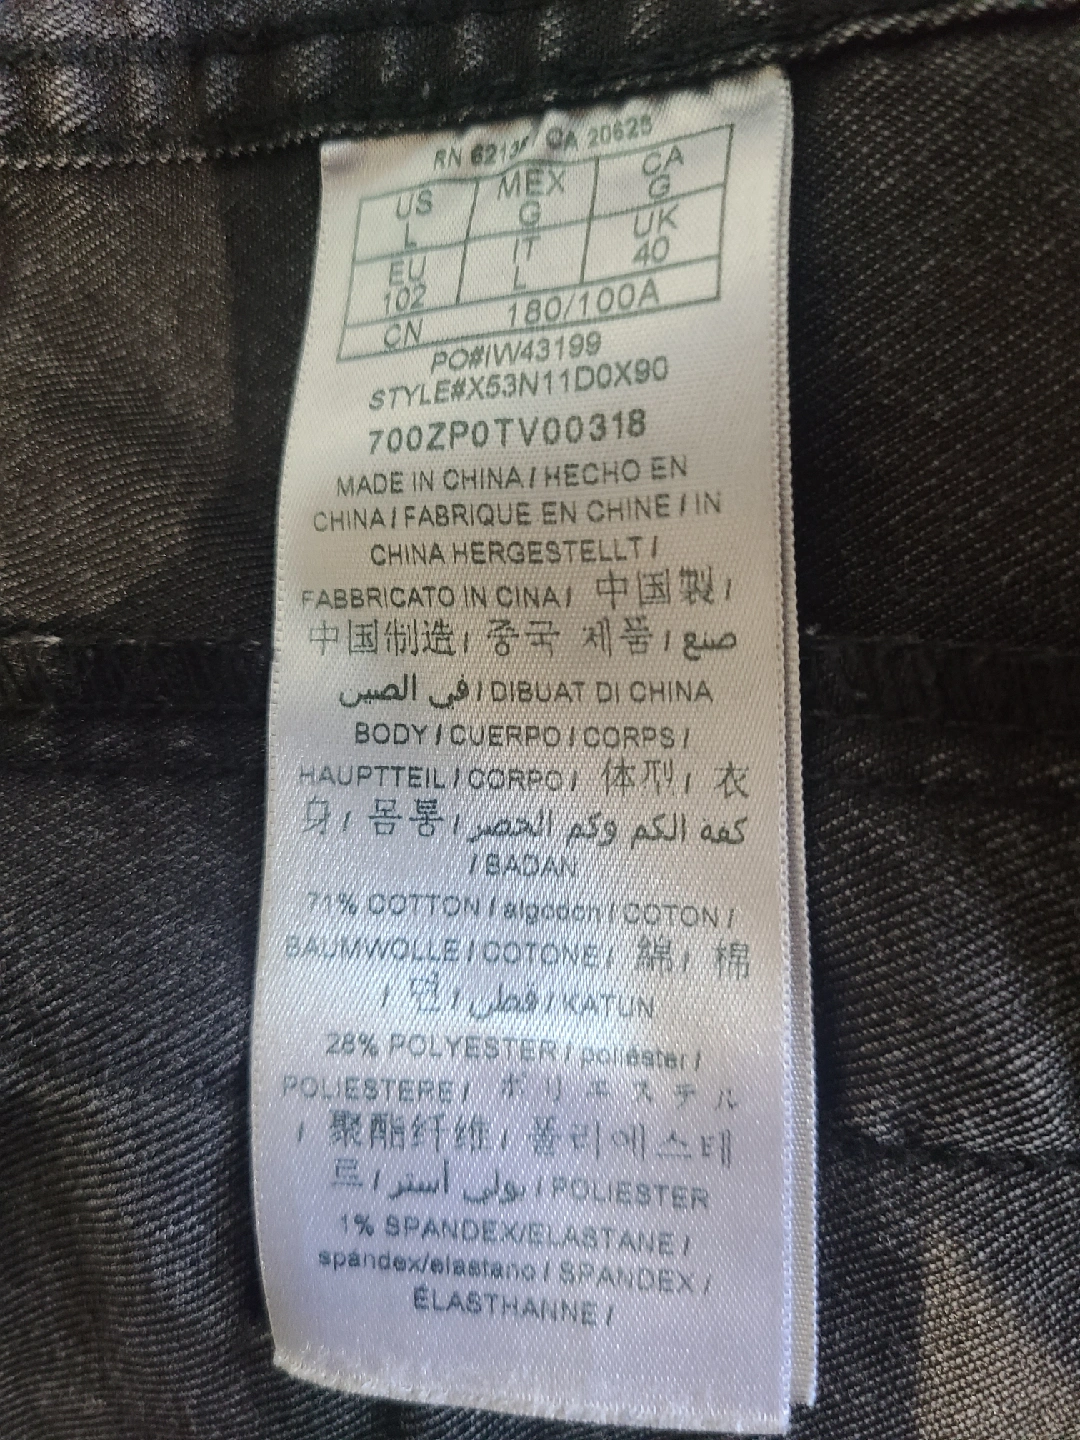 RN 62136/ CA 20625
US MEX CA
L G G
EU IT UK
102 L 40
CN 180/100A
PO#IW43199
STYLE#X53N11D0X90
700ZP0TV00318
MADE IN CHINA / HECHO EN
CHINA / FABRIQUE EN CHINE / IN
CHINA HERGESTELLT /
FABBRICATO IN CINA / 中国製 /
中国制造 / 중국 제품 / صنع
في الصين / DIBUAT DI CHINA
BODY / CUERPO / CORPS /
HAUPTTEIL / CORPO / 体型 / 衣
身 / 몸통 / كفة الكم وكم الخصر
/ BADAN
71% COTTON / algodon / COTON /
BAUMWOLLE / COTONE / 綿 / 棉
/ 면 / قطن / KATUN
28% POLYESTER / poliéster /
POLIESTERE / ポリエステル
/ 聚酯纤维 / 폴리에스테
르 / بولي أستر / POLIESTER
1% SPANDEX/ELASTANE /
spandex/elastano / SPANDEX /
ÉLASTHANNE /